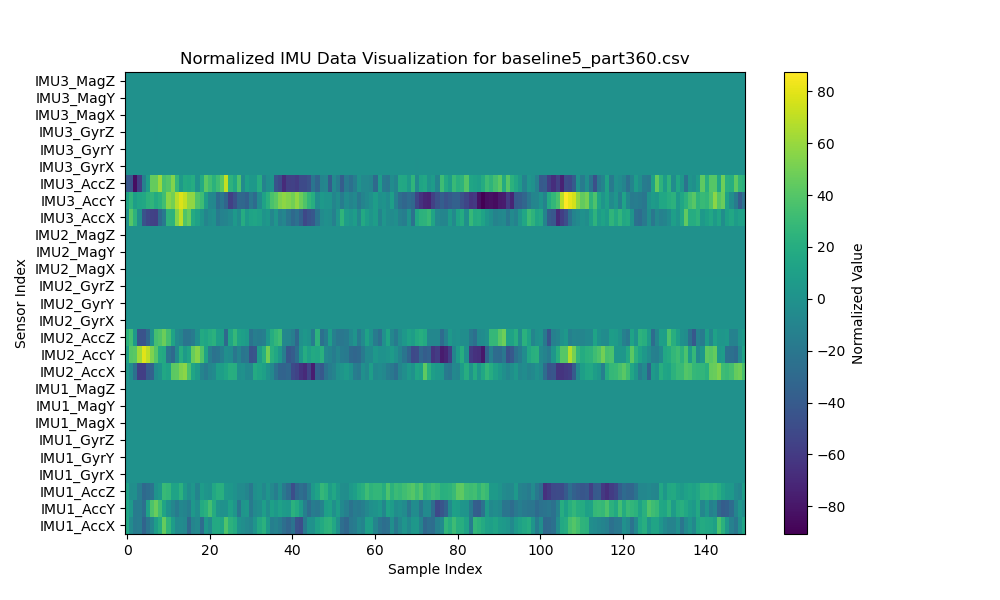 Normalized IMU Data Visualization for baseline5_part360.csv
IMU3_MagZ
IMU3_MagY
IMU3_MagX
IMU3_GyrZ
IMU3_GyrY
IMU3_GyrX
IMU3_AccZ
IMU3_AccY
IMU3_AccX
IMU2_MagZ
IMU2_MagY
IMU2_MagX
IMU2_GyrZ
IMU2_GyrY
IMU2_GyrX
IMU2_AccZ
IMU2_AccY
IMU2_AccX
IMU1_MagZ
IMU1_MagY
IMU1_MagX
IMU1_GyrZ
IMU1_GyrY
IMU1_GyrX
IMU1_AccZ
IMU1_AccY
IMU1_AccX
Sensor Index
0 20 40 60 80 100 120 140
Sample Index
80
60
40
20
0
−20
−40
−60
−80
Normalized Value